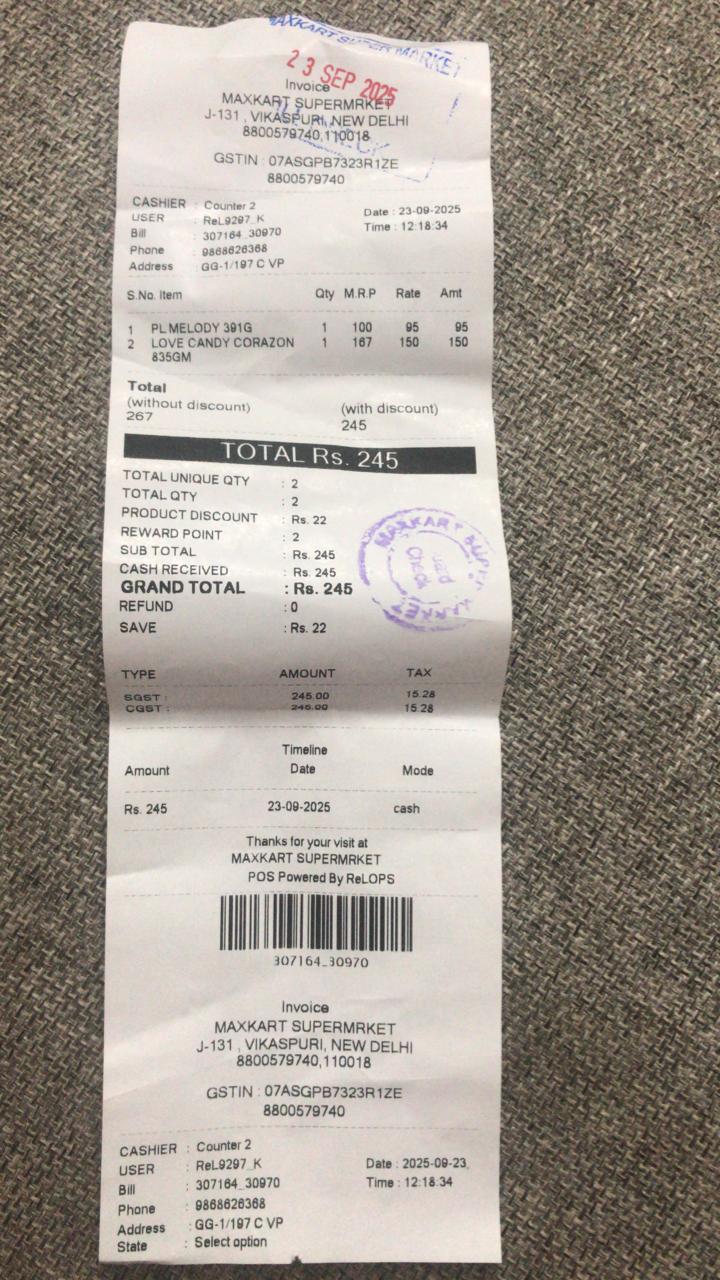 MAXKART SUPER MARKET
23 SEP 2025
Invoice
MAXKART SUPERMRKET
J-131 , VIKASPURI, NEW DELHI
8800579740,110018
GSTIN : 07ASGPB7323R1ZE
8800579740
CASHIER : Counter 2
USER : ReL9297_K
Date : 23-09-2025
Bill : 307164_30970
Time : 12:18:34
Phone : 9868626368
Address : GG-1/197 C VP
S.No. Item Qty M.R.P Rate Amt
1 PL MELODY 391G 1 100 95 95
2 LOVE CANDY CORAZON 1 167 150 150
835GM
Total
(without discount) (with discount)
267 245
TOTAL Rs. 245
TOTAL UNIQUE QTY : 2
TOTAL QTY : 2
PRODUCT DISCOUNT : Rs. 22
REWARD POINT : 2
SUB TOTAL : Rs. 245
CASH RECEIVED : Rs. 245
GRAND TOTAL : Rs. 245
REFUND : 0
SAVE : Rs. 22
MAXKART SUPER MARKET
TYPE AMOUNT TAX
SGST : 245.00 15.28
CGST : 245.00 15.28
Timeline
Amount Date Mode
Rs. 245 23-09-2025 cash
Thanks for your visit at
MAXKART SUPERMRKET
POS Powered By ReLOPS
307164_30970
Invoice
MAXKART SUPERMRKET
J-131 , VIKASPURI, NEW DELHI
8800579740,110018
GSTIN : 07ASGPB7323R1ZE
8800579740
CASHIER : Counter 2
USER : ReL9297_K
Date : 2025-09-23
Bill : 307164_30970
Time : 12:18:34
Phone : 9868626368
Address : GG-1/197 C VP
State : Select option